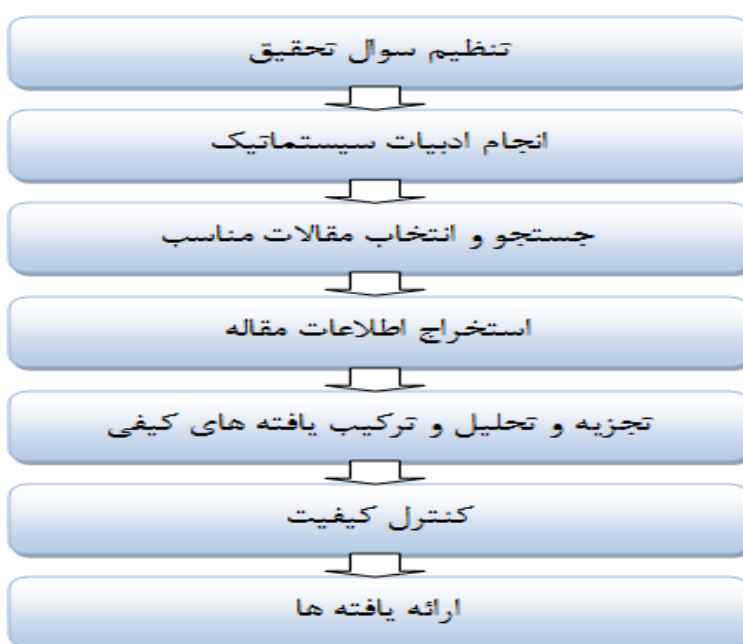 تنظیم سوال تحقیق
انجام ادبیات سیستماتیک
جستجو و انتخاب مقالات مناسب
استخراج اطلاعات مقاله
تجزیه و تحلیل و ترکیب یافته های کیفی
کنترل کیفیت
ارائه یافته ها